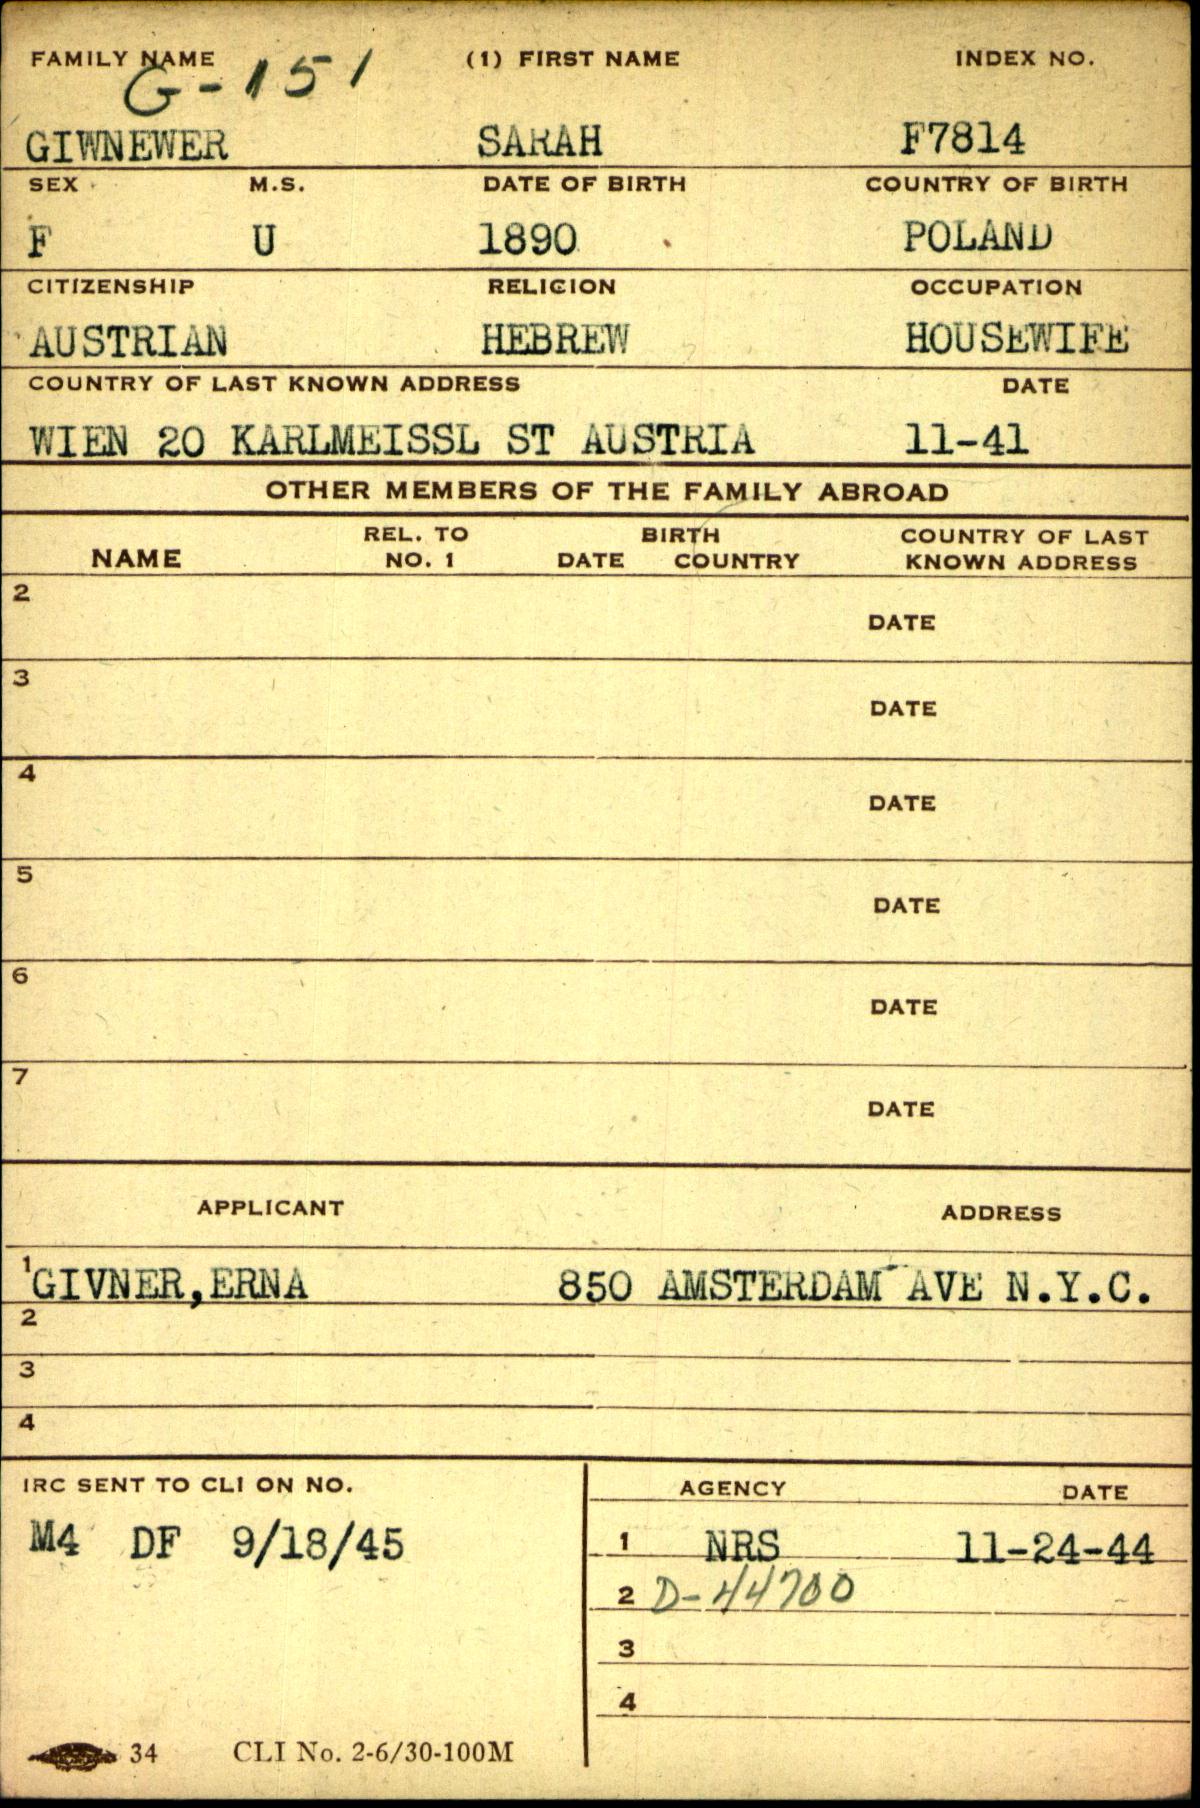 FAMILY NAME (1) FIRST NAME INDEX NO.
G-151
GIWNEWER SARAH F7814
SEX M.S. DATE OF BIRTH COUNTRY OF BIRTH
F U 1890 POLAND
CITIZENSHIP RELIGION OCCUPATION
AUSTRIAN HEBREW HOUSEWIFE
COUNTRY OF LAST KNOWN ADDRESS DATE
WIEN 20 KARLMEISSL ST AUSTRIA 11-41
OTHER MEMBERS OF THE FAMILY ABROAD
REL. TO BIRTH COUNTRY OF LAST
NAME NO. 1 DATE COUNTRY KNOWN ADDRESS
2 DATE
3 DATE
4 DATE
5 DATE
6 DATE
7 DATE
APPLICANT ADDRESS
1 GIVNER,ERNA 850 AMSTERDAM AVE N.Y.C.
2
3
4
IRC SENT TO CLI ON NO. AGENCY DATE
M4 DF 9/18/45 1 NRS 11-24-44
2 D-44700
3
4
34 CLI No. 2-6/30-100M